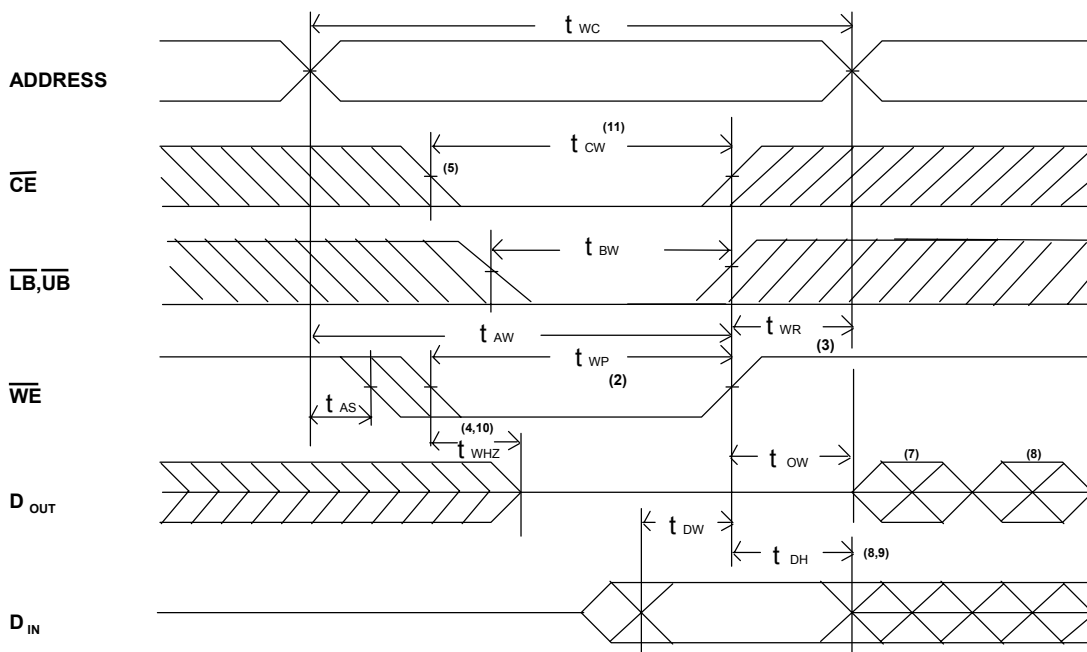 t WC
ADDRESS
t CW (11)
CE (5)
t BW
LB,UB
t AW
t WR
t WP (2)
(3)
WE
t AS
(4,10)
t WHZ
t OW
(7) (8)
D OUT
t DW
t DH
(8,9)
D IN